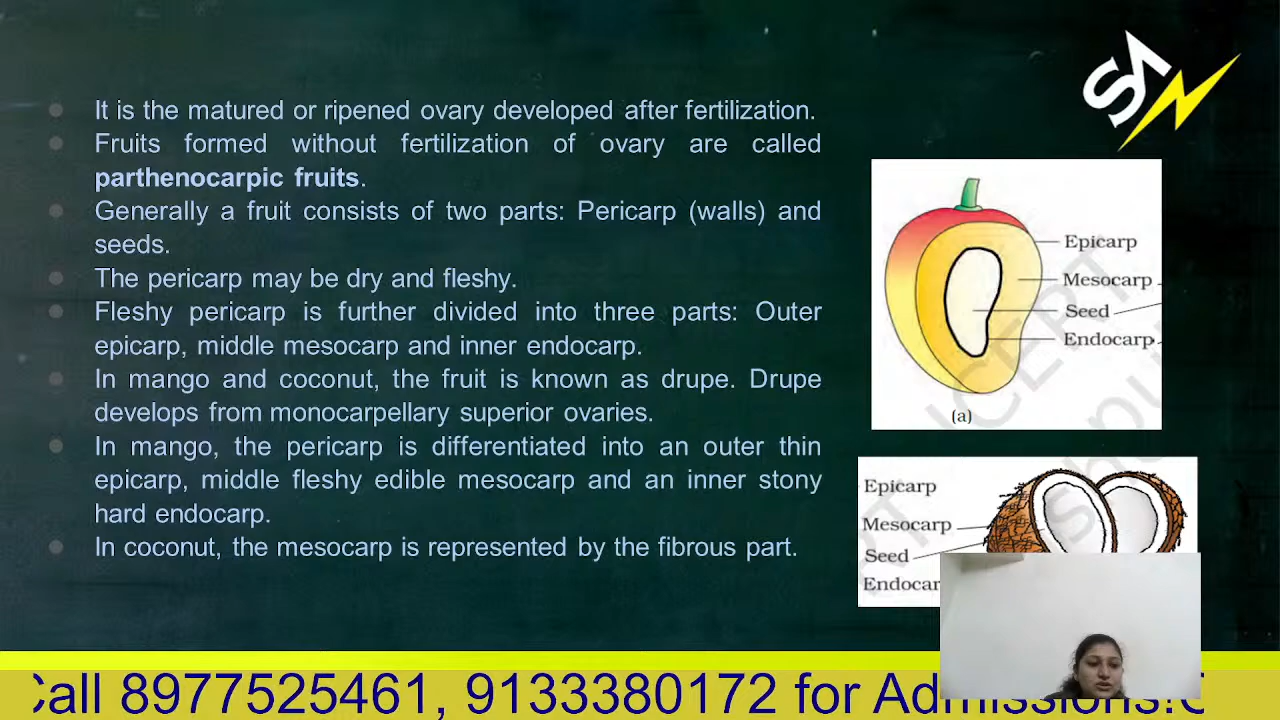 SAN
It is the matured or ripened ovary developed after fertilization.
Fruits formed without fertilization of ovary are called
parthenocarpic fruits.
Generally a fruit consists of two parts: Pericarp (walls) and
seeds.
The pericarp may be dry and fleshy.
Fleshy pericarp is further divided into three parts: Outer
epicarp, middle mesocarp and inner endocarp.
In mango and coconut, the fruit is known as drupe. Drupe
develops from monocarpellary superior ovaries.
In mango, the pericarp is differentiated into an outer thin
epicarp, middle fleshy edible mesocarp and an inner stony
hard endocarp.
In coconut, the mesocarp is represented by the fibrous part.
Epicarp
Mesocarp
Seed
Endocarp
(a)
Epicarp
Mesocarp
Seed
Endocar
Call 8977525461, 9133380172 for Admissions!